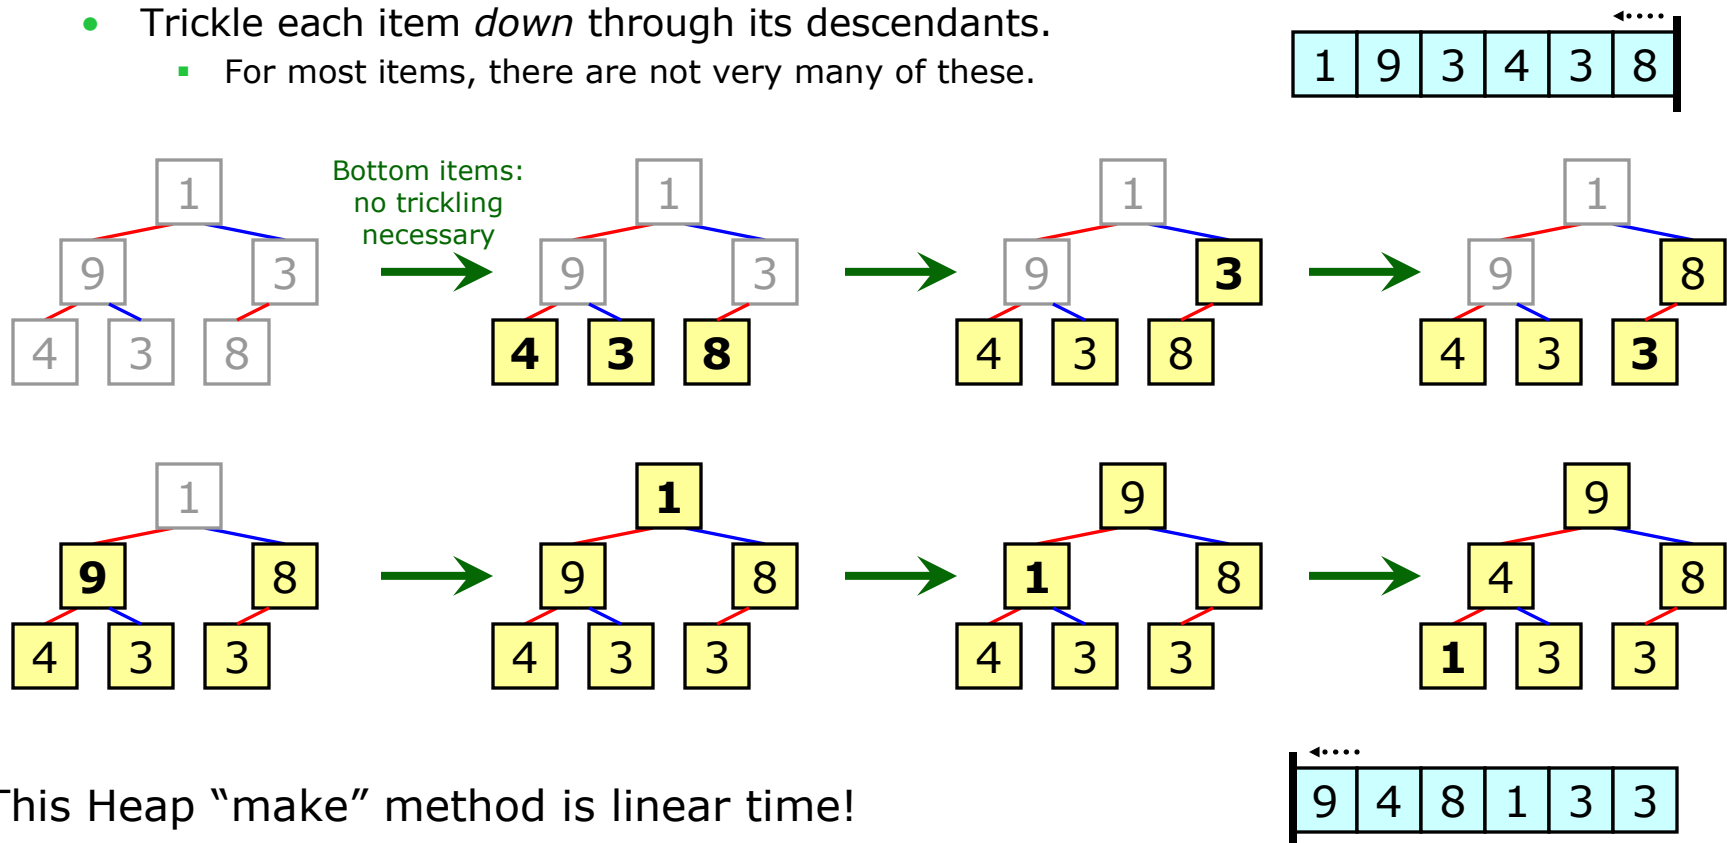 • Trickle each item down through its descendants.
▪ For most items, there are not very many of these.
1 9 3 4 3 8
Bottom items:
no trickling
necessary
1 1 1 1
9 3 9 3 9 3 9 8
4 3 8 4 3 8 4 3 8 4 3 3
1 1 9 9
9 8 9 8 1 8 4 8
4 3 3 4 3 3 4 3 3 1 3 3
This Heap “make” method is linear time!
9 4 8 1 3 3